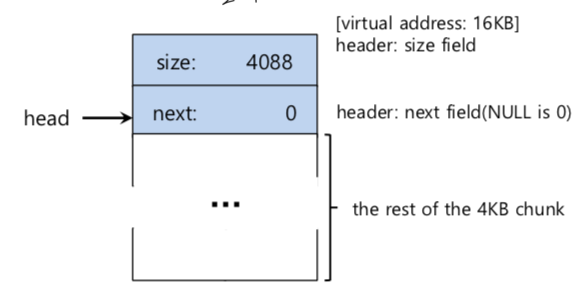 [virtual address: 16KB]
header: size field
size: 4088
head
next: 0
header: next field(NULL is 0)
...
the rest of the 4KB chunk